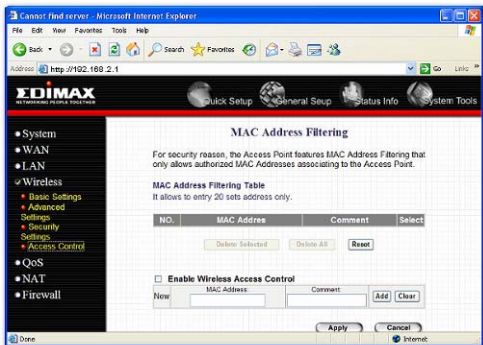 Cannot find server - Microsoft Internet Explorer
File Edit View Favorites Tools Help
Back Search Favorites
Address http://192.168.2.1 Go Links »
EDIMAX
NETWORKING PEOPLE TOGETHER
Quick Setup General Seup Status Info System Tools
System
WAN
LAN
Wireless
Basic Settings
Advanced
Settings
Security
Settings
Access Control
QoS
NAT
Firewall
MAC Address Filtering
For security reason, the Access Point features MAC Address Filtering that
only allows authorized MAC Addresses associating to the Access Point.
MAC Address Filtering Table
It allows to entry 20 sets address only.
NO. MAC Addres Comment Select
Delete Selected Delete All Reset
Enable Wireless Access Control
New MAC Address: Comment: Add Clear
Apply Cancel
Done Internet